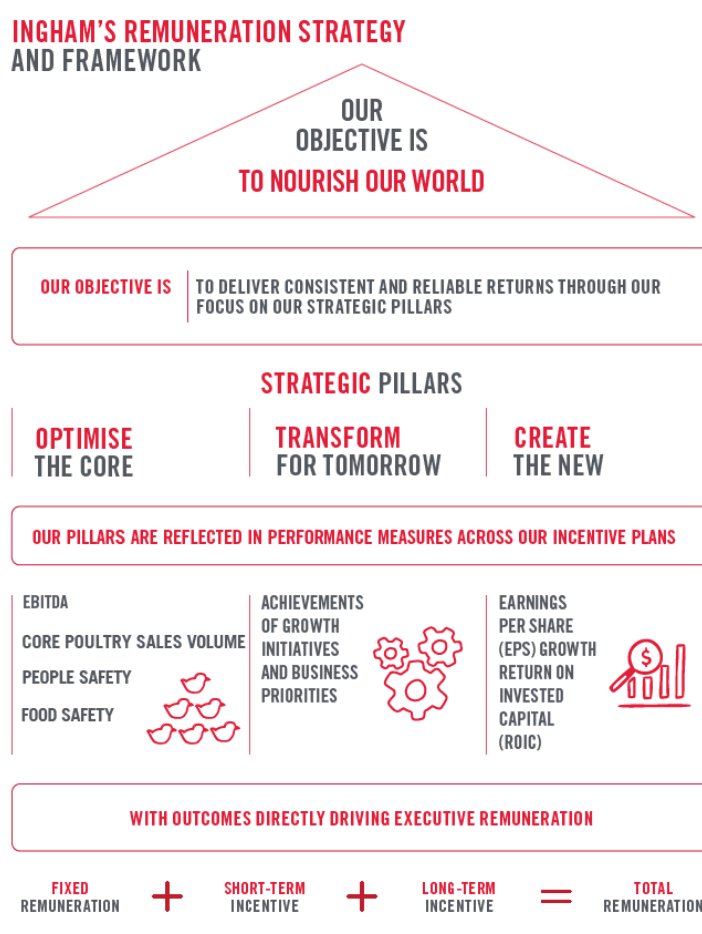 INGHAM'S REMUNERATION STRATEGY
AND FRAMEWORK
OUR
OBJECTIVE IS
TO NOURISH OUR WORLD
OUR OBJECTIVE IS
TO DELIVER CONSISTENT AND RELIABLE RETURNS THROUGH OUR
FOCUS ON OUR STRATEGIC PILLARS
STRATEGIC PILLARS
OPTIMISE
THE CORE
TRANSFORM
FOR TOMORROW
CREATE
THE NEW
OUR PILLARS ARE REFLECTED IN PERFORMANCE MEASURES ACROSS OUR INCENTIVE PLANS
EBITDA
CORE POULTRY SALES VOLUME
PEOPLE SAFETY
FOOD SAFETY
ACHIEVEMENTS
OF GROWTH
INITIATIVES
AND BUSINESS
PRIORITIES
EARNINGS
PER SHARE
(EPS) GROWTH
RETURN ON
INVESTED
CAPITAL
(ROIC)
$
WITH OUTCOMES DIRECTLY DRIVING EXECUTIVE REMUNERATION
FIXED
REMUNERATION
+
SHORT-TERM
INCENTIVE
+
LONG-TERM
INCENTIVE
=
TOTAL
REMUNERATION